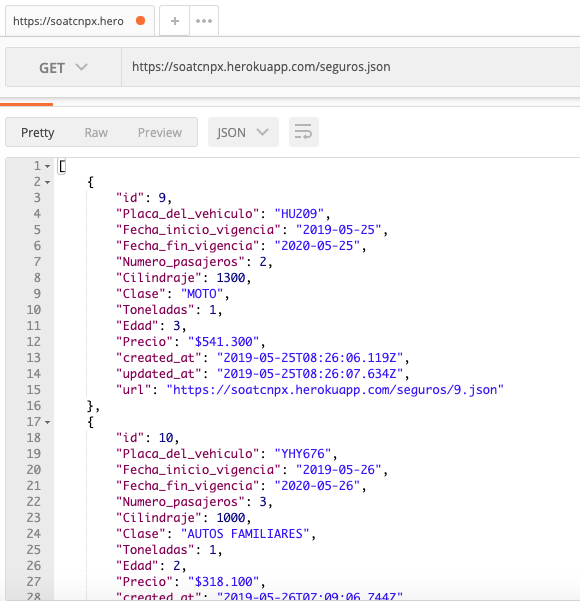 https://soatcnpx.hero
+
•••
GET
https://soatcnpx.herokuapp.com/seguros.json
Pretty Raw Preview JSON
1 [
2 {
3 "id": 9,
4 "Placa_del_vehiculo": "HU209",
5 "Fecha_inicio_vigencia": "2019-05-25",
6 "Fecha_fin_vigencia": "2020-05-25",
7 "Numero_pasajeros": 2,
8 "Cilindraje": 1300,
9 "Clase": "MOTO",
10 "Toneladas": 1,
11 "Edad": 3,
12 "Precio": "$541.300",
13 "created_at": "2019-05-25T08:26:06.119Z",
14 "updated_at": "2019-05-25T08:26:07.634Z",
15 "url": "https://soatcnpx.herokuapp.com/seguros/9.json"
16 },
17 {
18 "id": 10,
19 "Placa_del_vehiculo": "YHY676",
20 "Fecha_inicio_vigencia": "2019-05-26",
21 "Fecha_fin_vigencia": "2020-05-26",
22 "Numero_pasajeros": 3,
23 "Cilindraje": 1000,
24 "Clase": "AUTOS FAMILIARES",
25 "Toneladas": 1,
26 "Edad": 2,
27 "Precio": "$318.100",
28 "created_at": "2019-05-26T07:09:06.744Z"